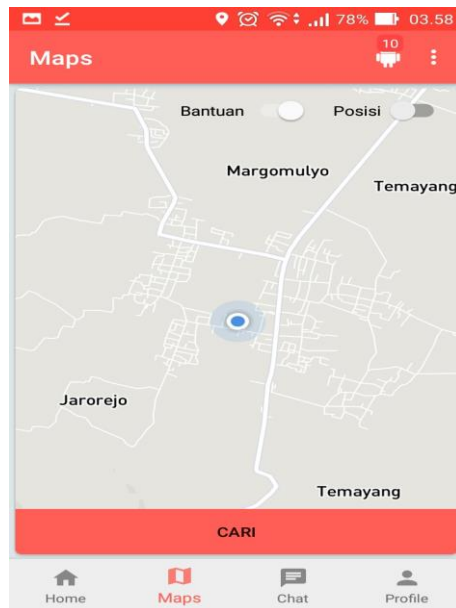 78% 03.58
Maps 10
Bantuan Posisi
Margomulyo
Temayang
Jarorejo
Temayang
CARI
Home Maps Chat Profile